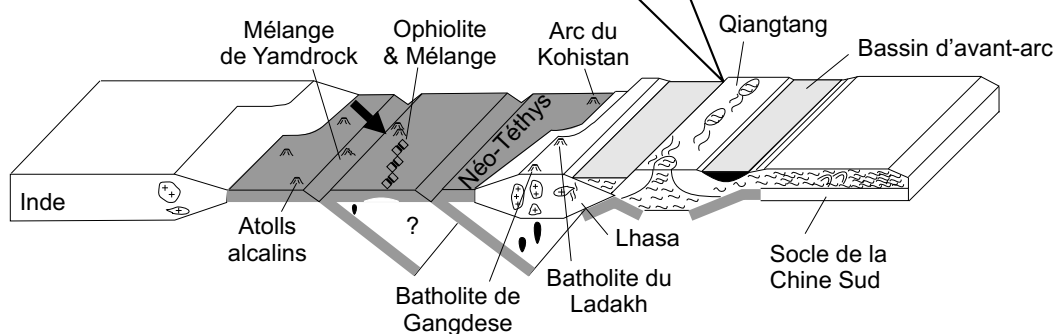 Mélange
de Yamdrock
Ophiolite
& Mélange
Arc du
Kohistan
Qiangtang
Bassin d'avant-arc
Néo-Téthys
Inde
?
Atolls
alcalins
Lhasa
Batholite de
Gangdese
Batholite du
Ladakh
Socle de la
Chine Sud